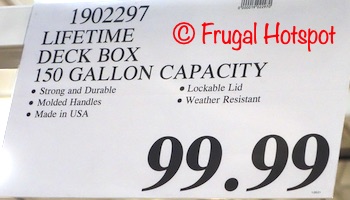 1902297
© Frugal Hotspot
LIFETIME
DECK BOX
150 GALLON CAPACITY
• Strong and Durable
• Lockable Lid
• Molded Handles
• Weather Resistant
• Made in USA
99.99